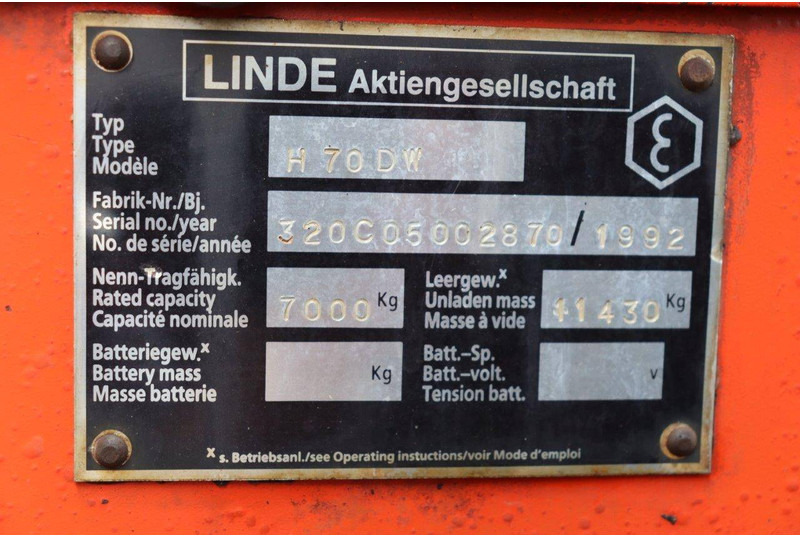 LINDE Aktiengesellschaft
Typ
Type
Modèle
H 70 DW
ε
Fabrik-Nr./Bj.
Serial no./year
No. de série/année
320C05002870/1992
Nenn-Tragfähigk.
Rated capacity
Capacité nominale
7000 Kg
Leergew.x
Unladen mass
Masse à vide
11430 Kg
Batteriegew.x
Battery mass
Masse batterie
Kg
Batt.-Sp.
Batt.-volt.
Tension batt.
v
x s. Betriebsanl./see Operating instuctions/voir Mode d'emploi